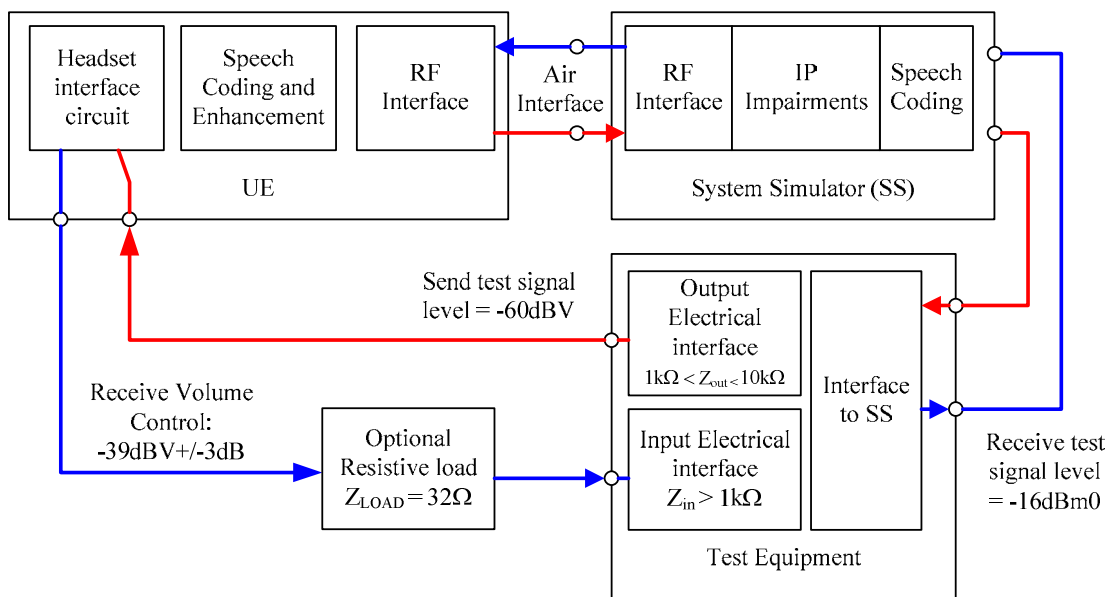 Headset
interface
circuit
Speech
Coding and
Enhancement
RF
Interface
UE
Air
Interface
RF
Interface
IP
Impairments
Speech
Coding
System Simulator (SS)
Send test signal
level = -60dBV
Output
Electrical
interface
1kΩ < Zout < 10kΩ
Interface
to SS
Receive Volume
Control:
-39dBV+/-3dB
Optional
Resistive load
ZLOAD = 32Ω
Input Electrical
interface
Zin > 1kΩ
Test Equipment
Receive test
signal level
= -16dBm0